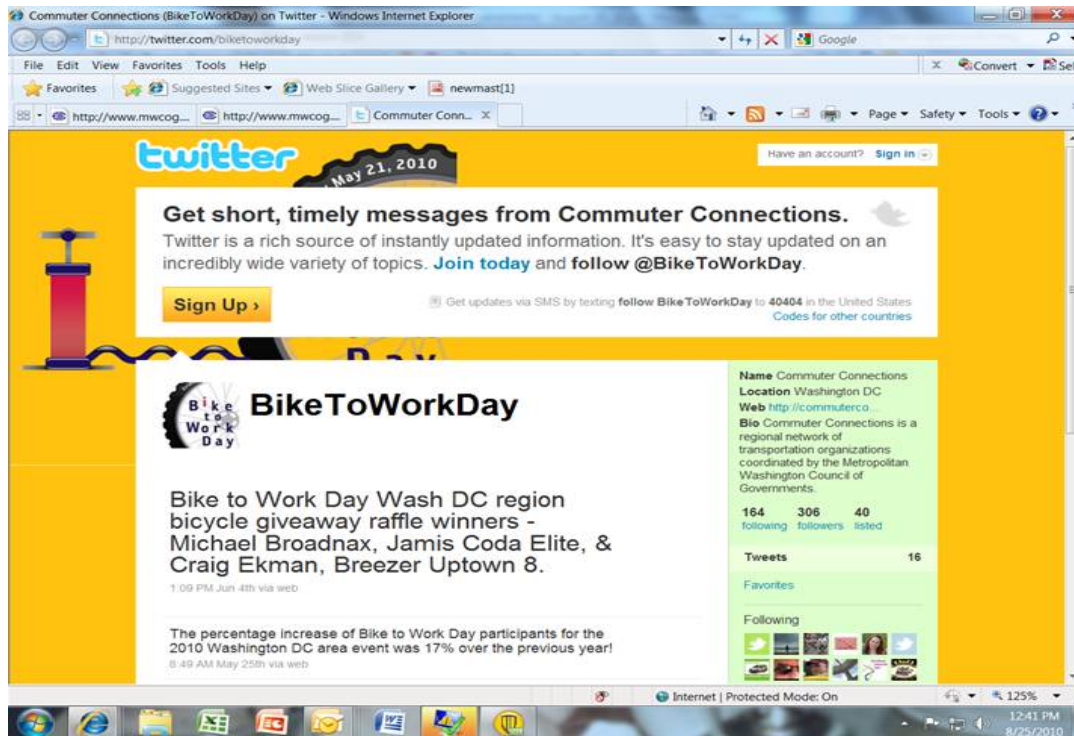 Commuter Connections (BikeToWorkDay) on Twitter - Windows Internet Explorer
http://twitter.com/biketoworkday
Google
File Edit View Favorites Tools Help
x Convert Sel
Favorites Suggested Sites Web Slice Gallery newmast[1]
http://www.mwcog... http://www.mwcog... Commuter Conn... X
Page Safety Tools
twitter
May 21, 2010
Have an account? Sign in
Get short, timely messages from Commuter Connections.
Twitter is a rich source of instantly updated information. It's easy to stay updated on an
incredibly wide variety of topics. Join today and follow @BikeToWorkDay.
Sign Up ›
Get updates via SMS by texting follow BikeToWorkDay to 40404 in the United States
Codes for other countries
Day
Bike
to
Work
Day
BikeToWorkDay
Bike to Work Day Wash DC region
bicycle giveaway raffle winners -
Michael Broadnax, Jamis Coda Elite, &
Craig Ekman, Breezer Uptown 8.
1:09 PM Jun 4th via web
The percentage increase of Bike to Work Day participants for the
2010 Washington DC area event was 17% over the previous year!
8:49 AM May 25th via web
Name Commuter Connections
Location Washington DC
Web http://commuterco...
Bio Commuter Connections is a
regional network of
transportation organizations
coordinated by the Metropolitan
Washington Council of
Governments.
164 306 40
following followers listed
Tweets 16
Favorites
Following
Internet | Protected Mode: On
125%
12:41 PM
8/25/2010